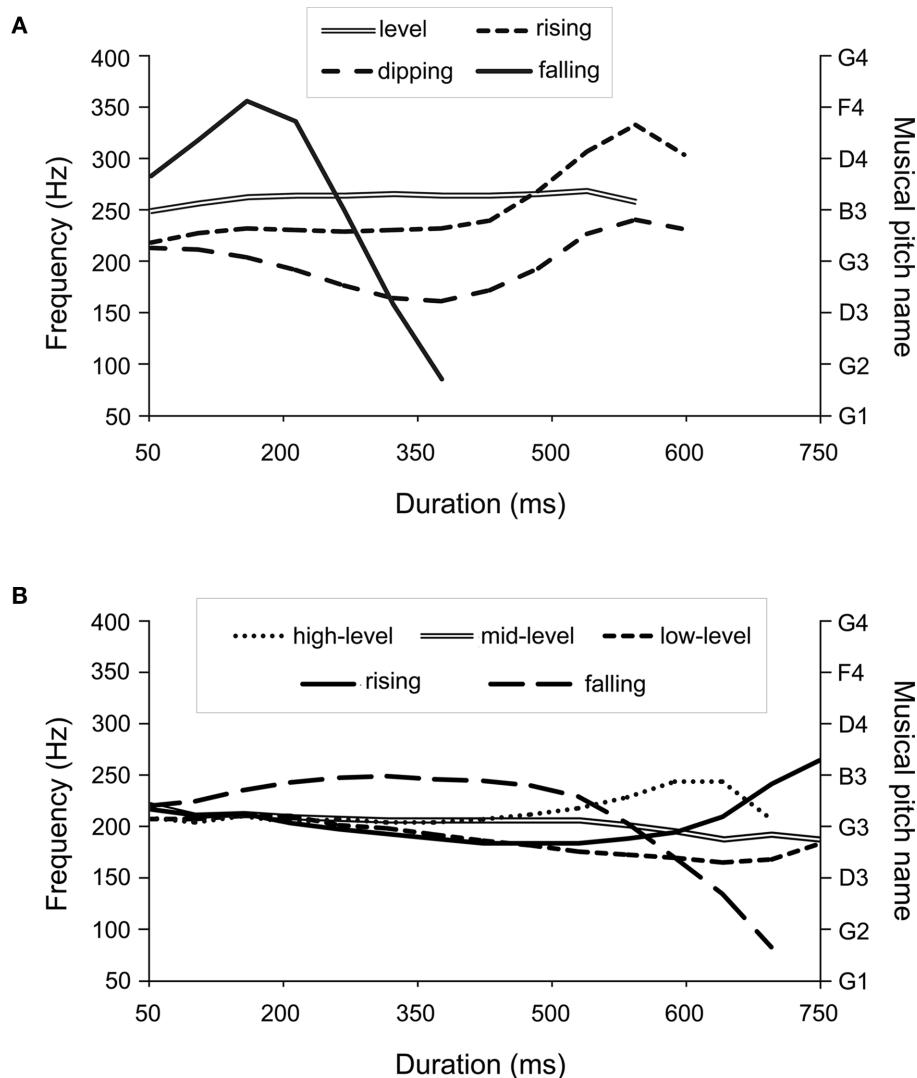 A
level rising
dipping falling
400 G4
350 F4
300 D4
250 B3
200 G3
150 D3
100 G2
50 G1
Frequency (Hz)
Musical pitch name
50 200 350 500 600 750
Duration (ms)
B
high-level mid-level low-level
rising falling
400 G4
350 F4
300 D4
250 B3
200 G3
150 D3
100 G2
50 G1
Frequency (Hz)
Musical pitch name
50 200 350 500 600 750
Duration (ms)